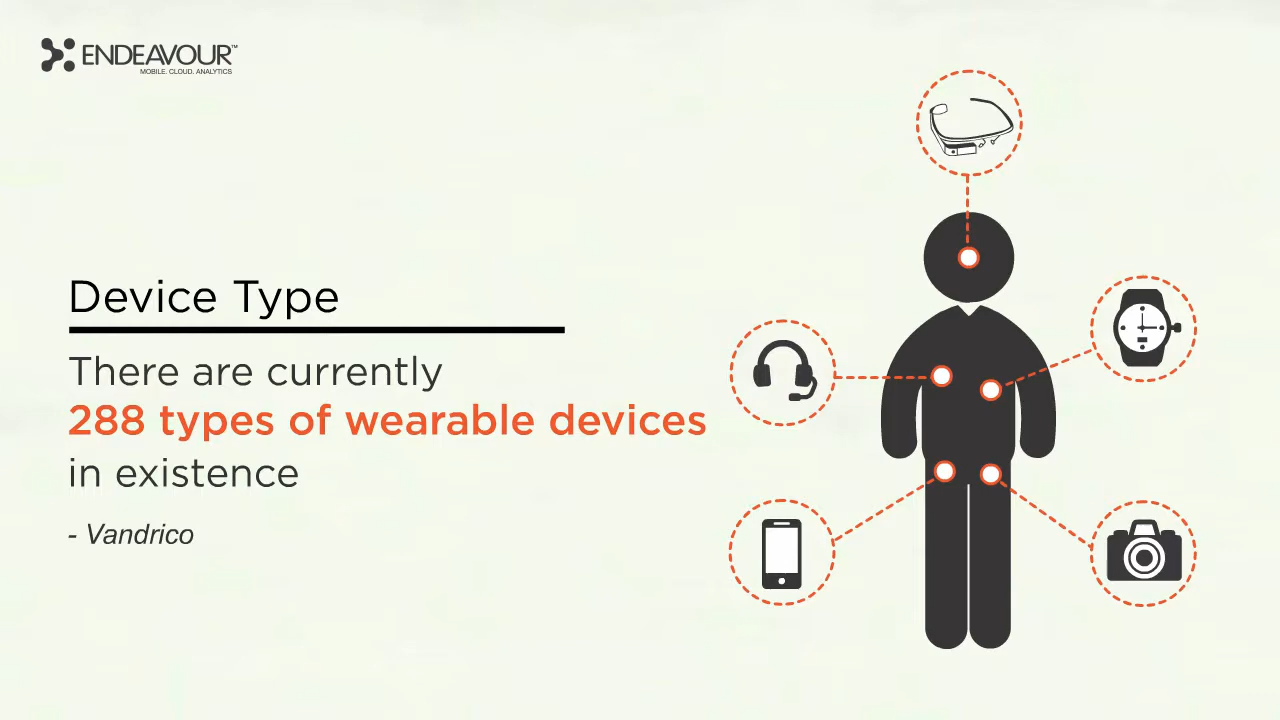 ENDEAVOUR™
MOBILE. CLOUD. ANALYTICS
Device Type
There are currently
288 types of wearable devices
in existence
- Vandrico